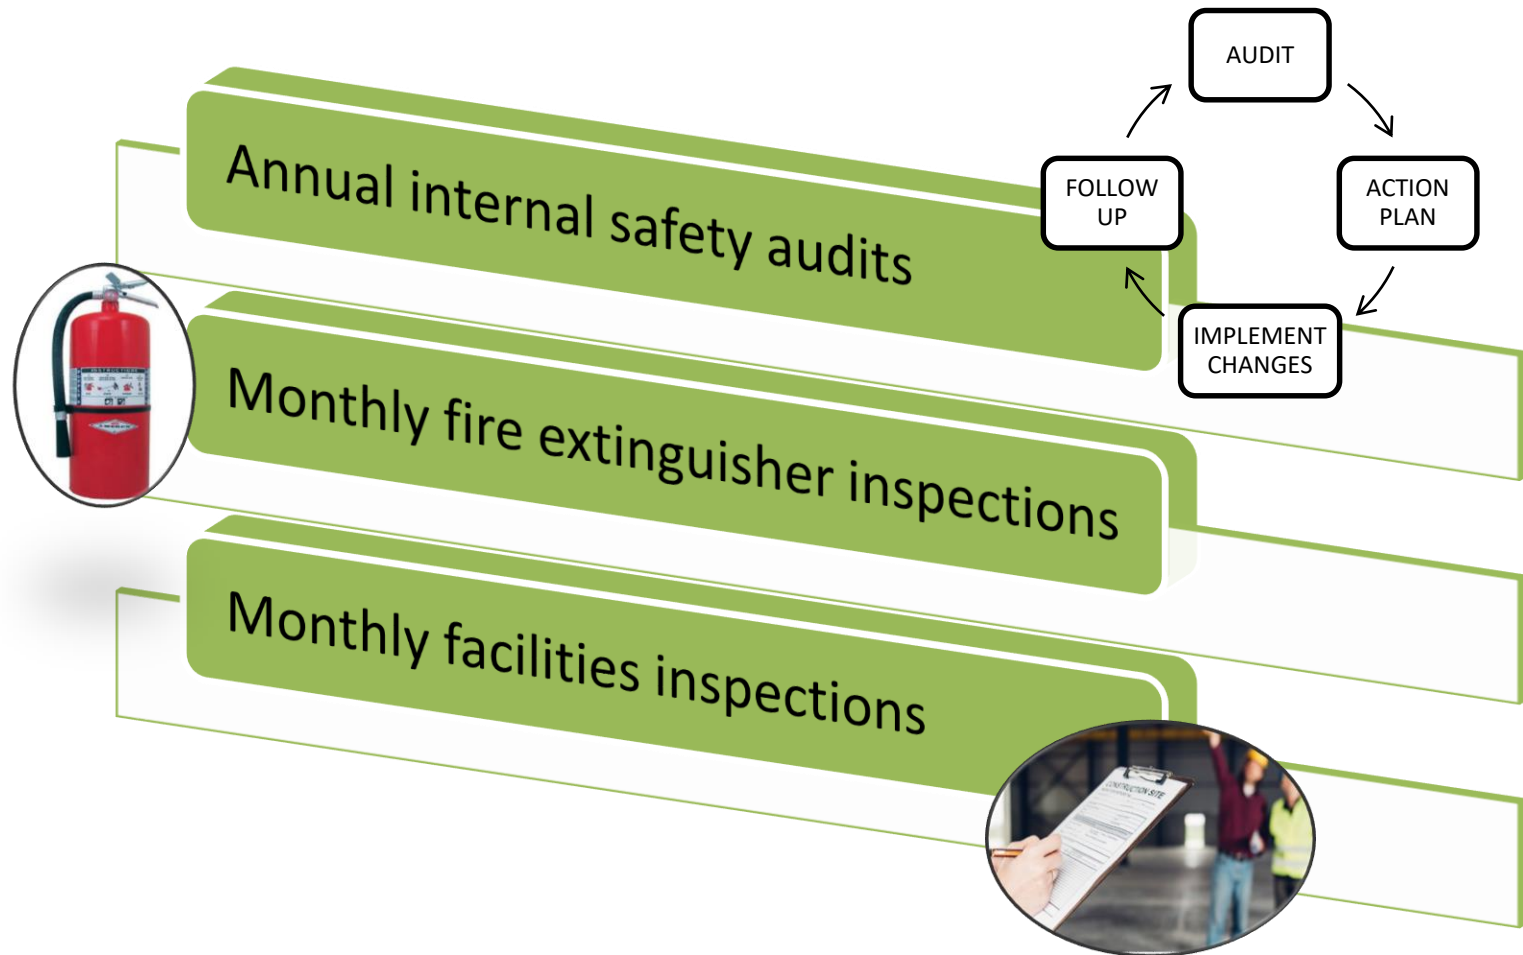 AUDIT
Annual internal safety audits
FOLLOW
UP
ACTION
PLAN
IMPLEMENT
CHANGES
INSTRUCTIONS
Monthly fire extinguisher inspections
Monthly facilities inspections
CONSTRUCTION SITE